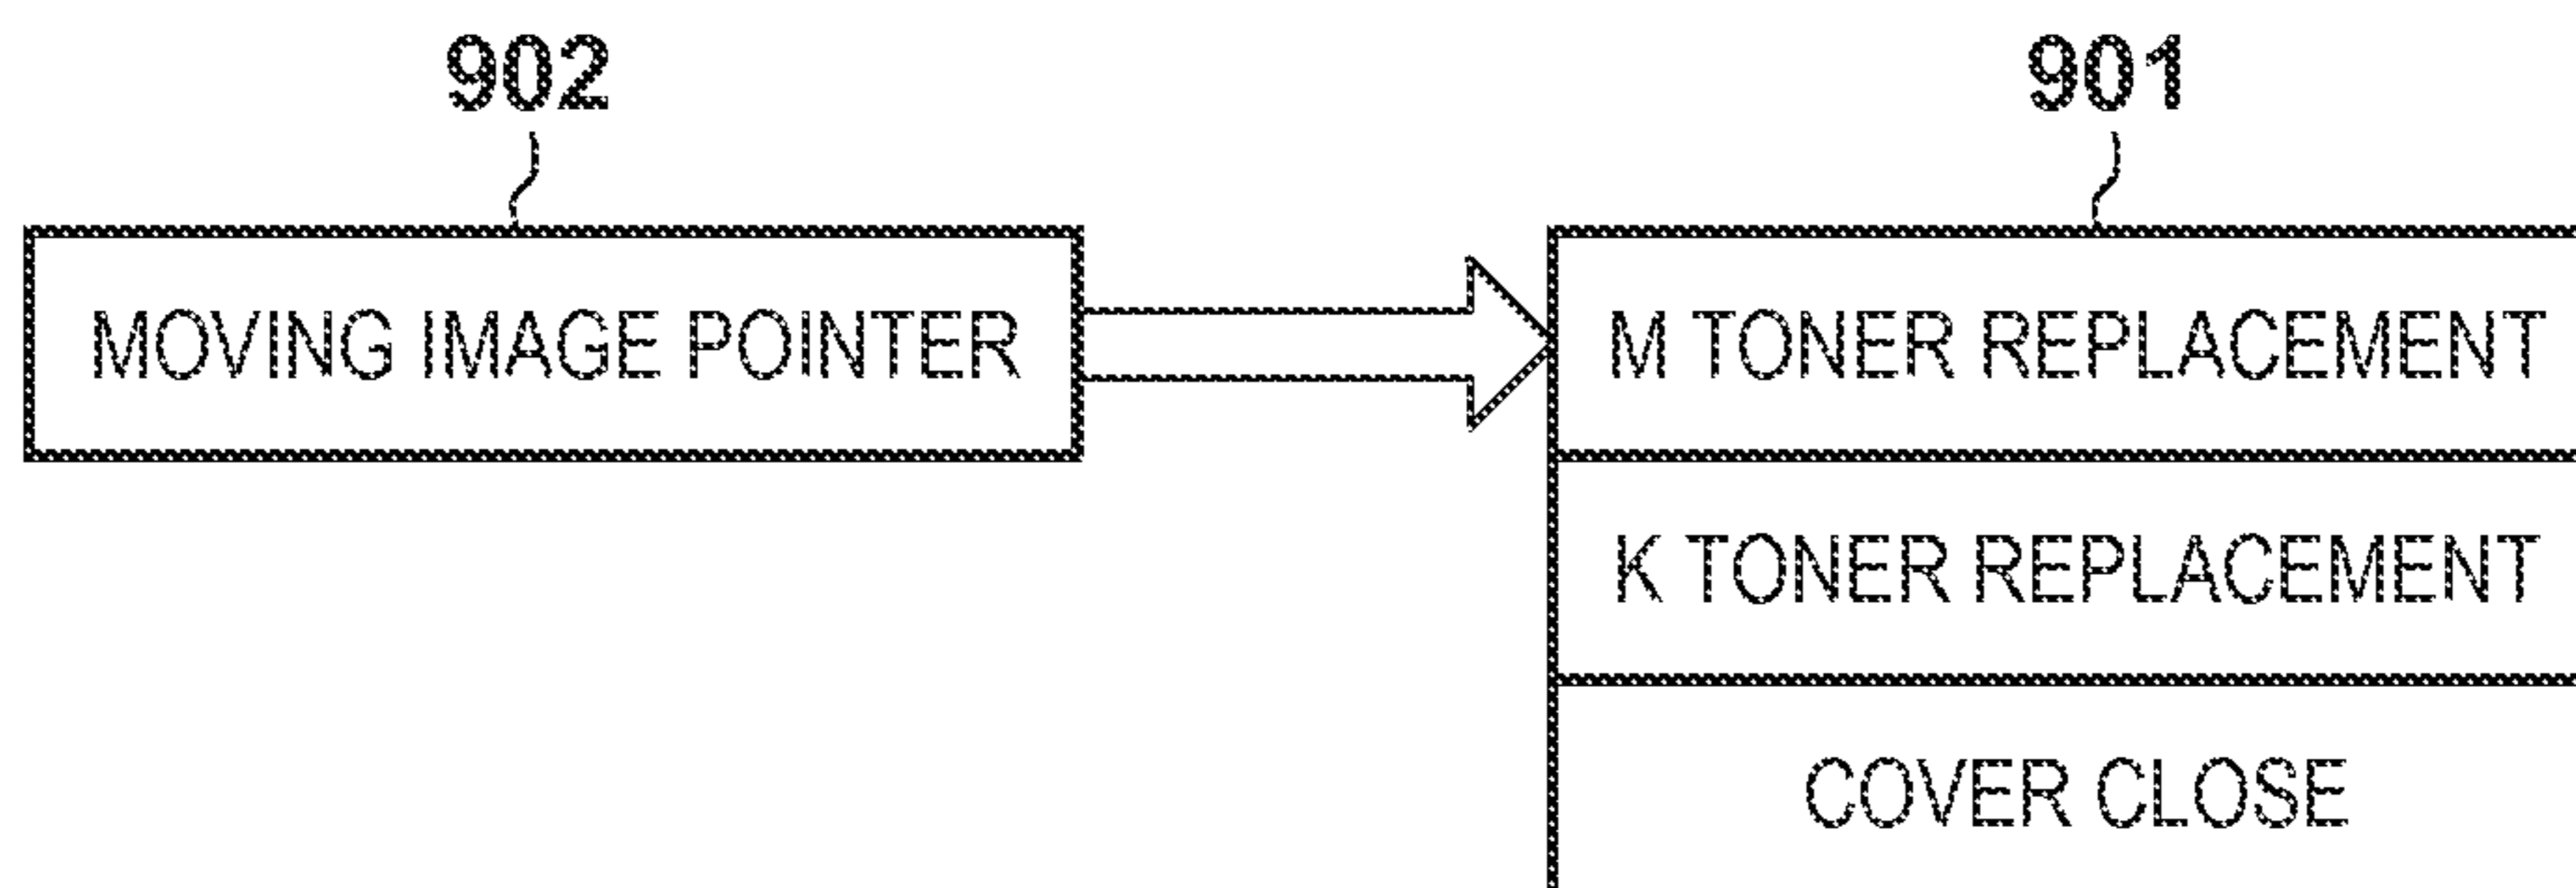 902
901
MOVING IMAGE POINTER
M TONER REPLACEMENT
K TONER REPLACEMENT
COVER CLOSE